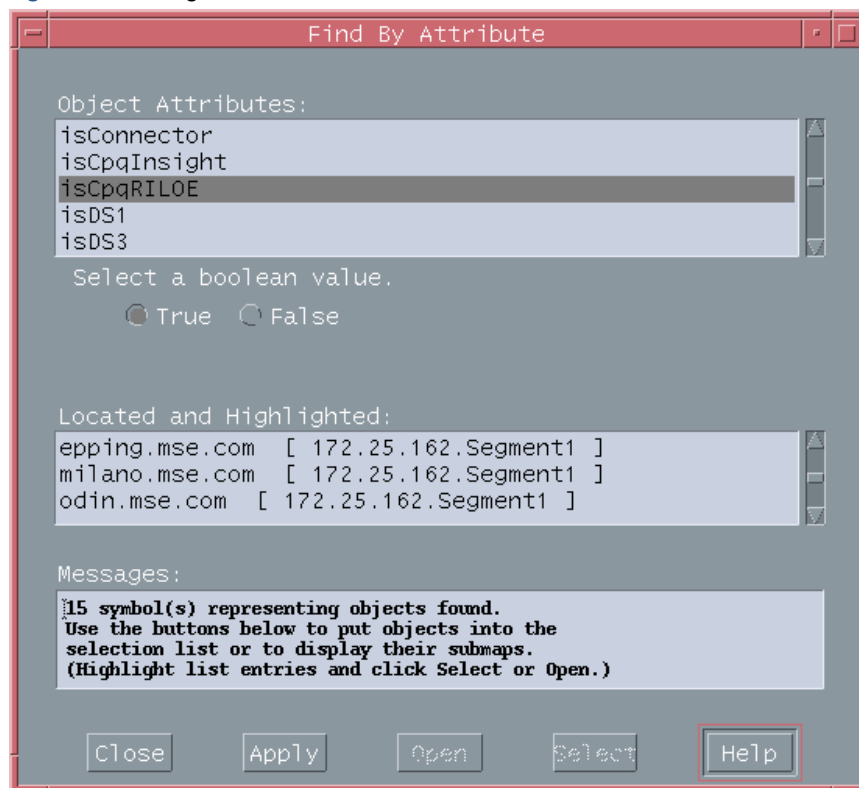 Find By Attribute
Object Attributes:
isConnector
isCpqInsight
isCpqRILOE
isDS1
isDS3
Select a boolean value.
True False
Located and Highlighted:
epping.mse.com [ 172.25.162.Segment1 ]
milano.mse.com [ 172.25.162.Segment1 ]
odin.mse.com [ 172.25.162.Segment1 ]
Messages:
15 symbol(s) representing objects found.
Use the buttons below to put objects into the
selection list or to display their submaps.
(Highlight list entries and click Select or Open.)
Close Apply Open Select Help